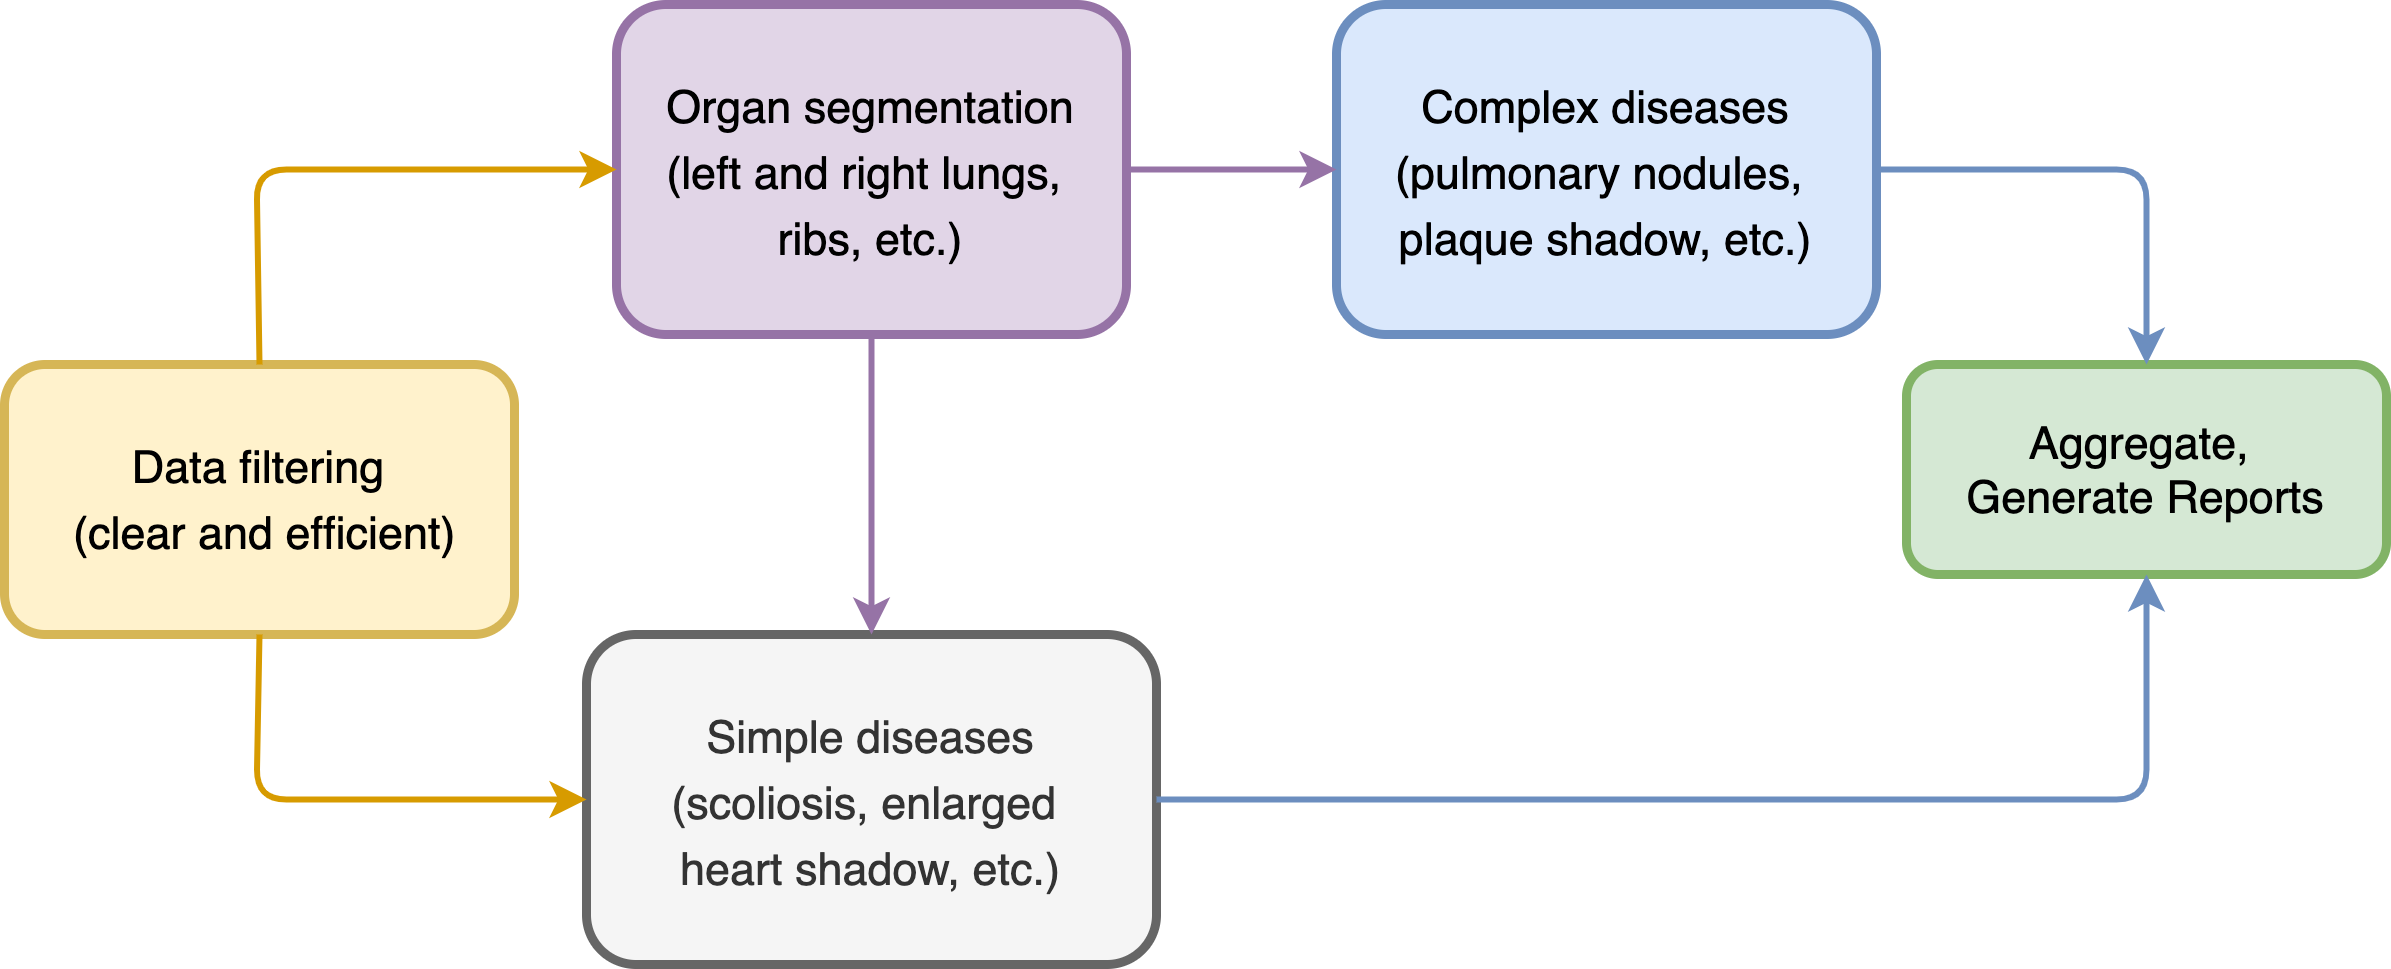 Organ segmentation
(left and right lungs,
ribs, etc.)
Complex diseases
(pulmonary nodules,
plaque shadow, etc.)
Data filtering
(clear and efficient)
Aggregate,
Generate Reports
Simple diseases
(scoliosis, enlarged
heart shadow, etc.)